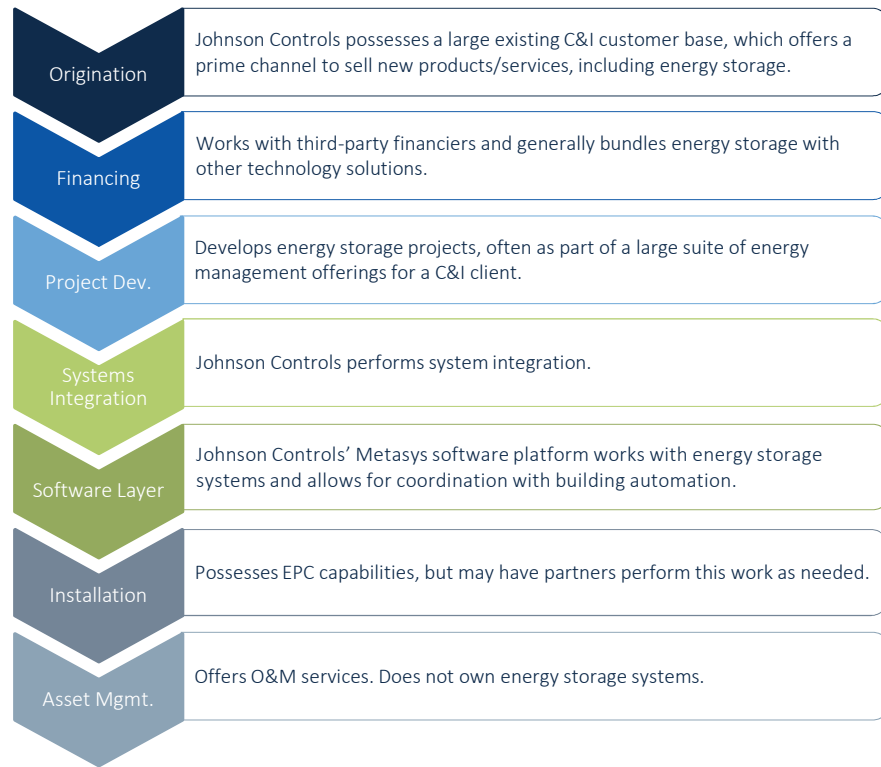 Origination
Johnson Controls possesses a large existing C&I customer base, which offers a
prime channel to sell new products/services, including energy storage.
Financing
Works with third-party financiers and generally bundles energy storage with
other technology solutions.
Project Dev.
Develops energy storage projects, often as part of a large suite of energy
management offerings for a C&I client.
Systems
Integration
Johnson Controls performs system integration.
Software Layer
Johnson Controls’ Metasys software platform works with energy storage
systems and allows for coordination with building automation.
Installation
Possesses EPC capabilities, but may have partners perform this work as needed.
Asset Mgmt.
Offers O&M services. Does not own energy storage systems.